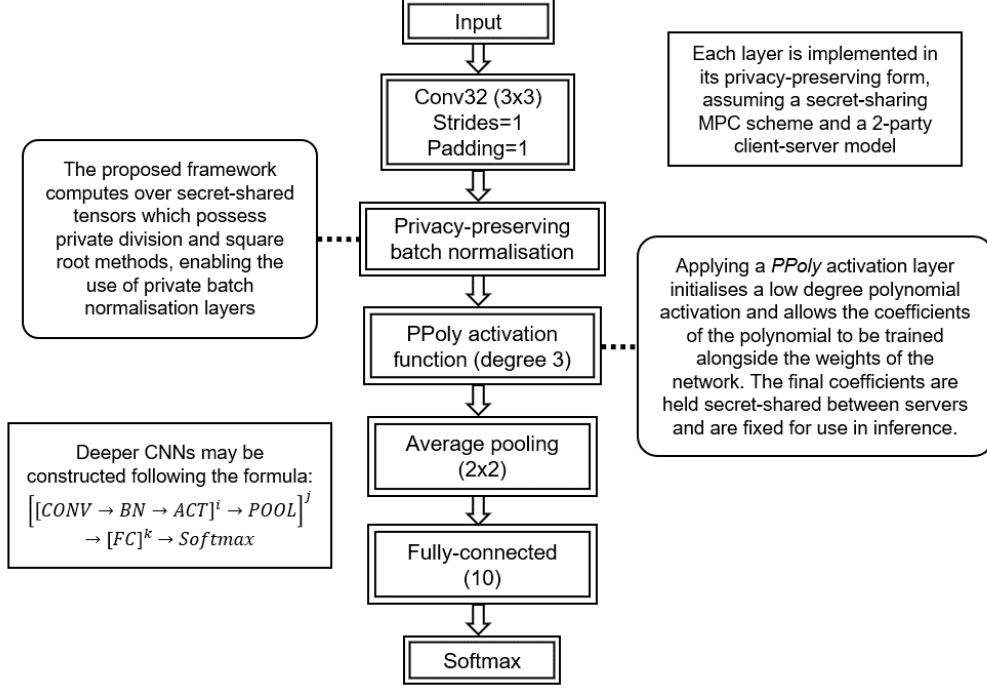 Input
Each layer is implemented in
its privacy-preserving form,
assuming a secret-sharing
MPC scheme and a 2-party
client-server model
Conv32 (3x3)
Strides=1
Padding=1
The proposed framework
computes over secret-shared
tensors which possess
private division and square
root methods, enabling the
use of private batch
normalisation layers
Privacy-preserving
batch normalisation
Applying a PPoly activation layer
initialises a low degree polynomial
activation and allows the coefficients
of the polynomial to be trained
alongside the weights of the
network. The final coefficients are
held secret-shared between servers
and are fixed for use in inference.
PPoly activation
function (degree 3)
Average pooling
(2x2)
Deeper CNNs may be
constructed following the formula:
[[CONV → BN → ACT]^i → POOL]^j
→ [FC]^k → Softmax
Fully-connected
(10)
Softmax